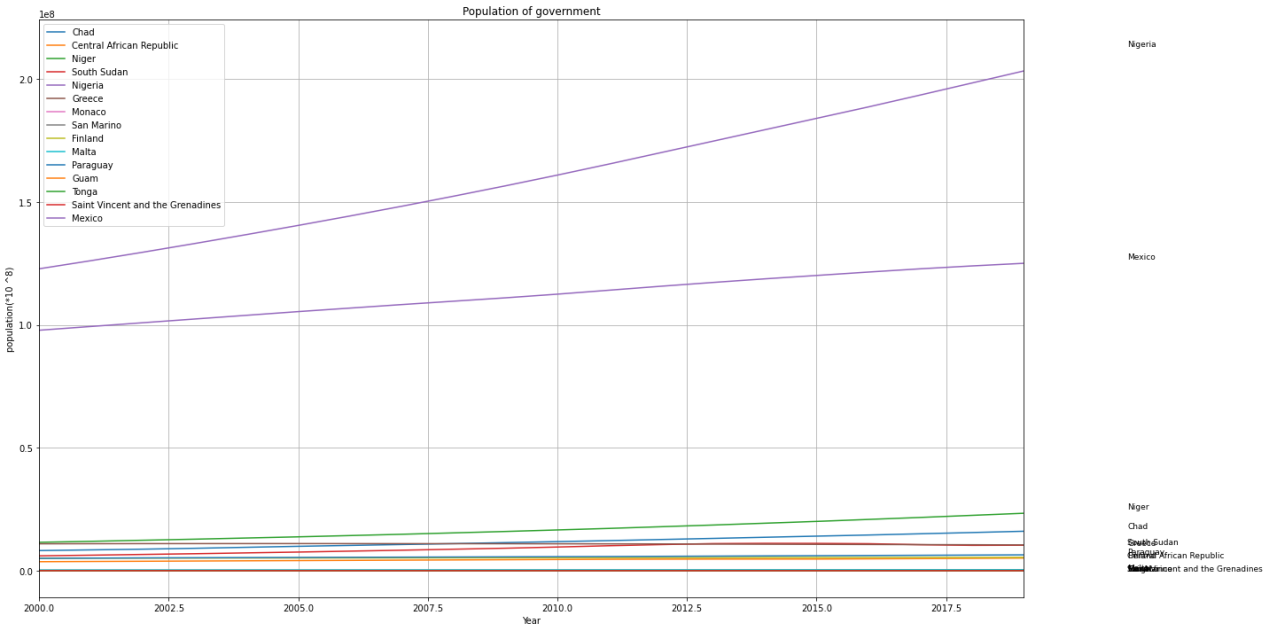 Population of government
1e8
Chad
Central African Republic
Niger
South Sudan
Nigeria
Greece
Monaco
San Marino
Finland
Malta
Paraguay
Guam
Tonga
Saint Vincent and the Grenadines
Mexico
2.0
1.5
1.0
0.5
0.0
population(*10 ^8)
2000.0 2002.5 2005.0 2007.5 2010.0 2012.5 2015.0 2017.5
Year
Nigeria
Mexico
Niger
Chad
South Sudan
Paraguay
African Republic
and the Grenadines